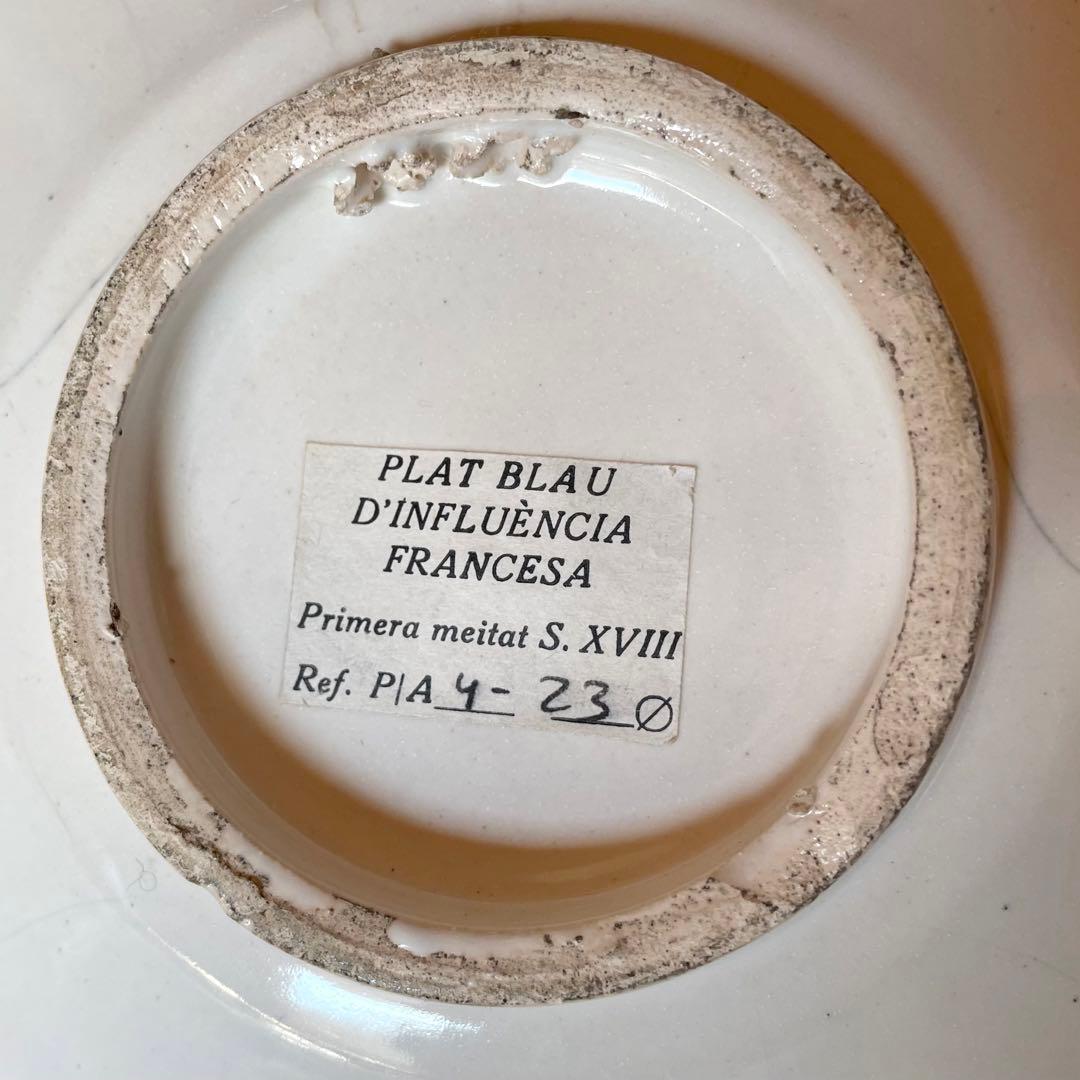 PLAT BLAU
D'INFLUÈNCIA
FRANCESA
Primera meitat S. XVIII
Ref. P|A 4- 23 Ø